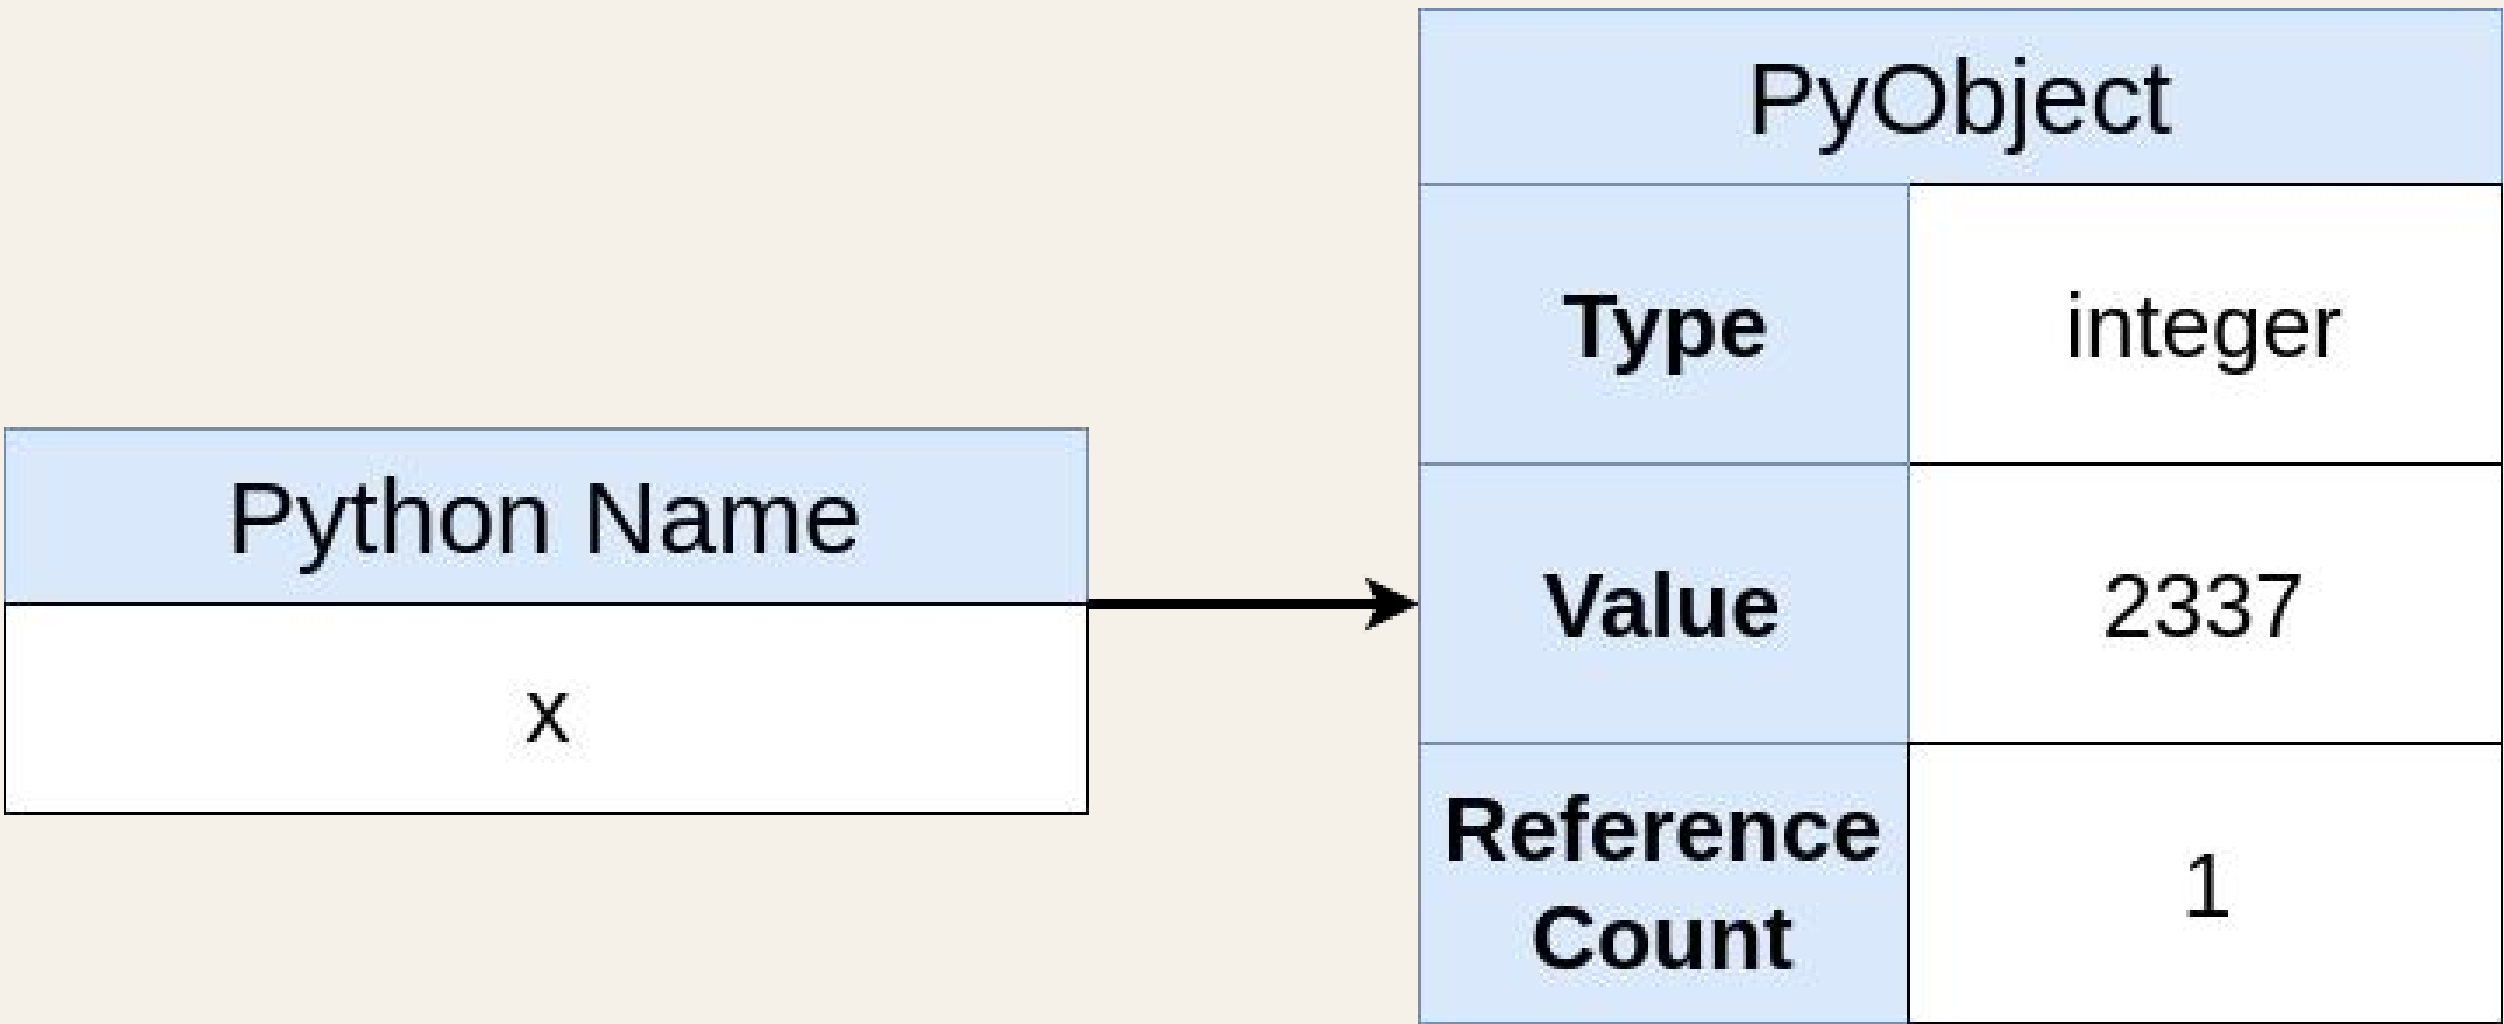 PyObject
Type integer
Python Name
Value 2337
x
Reference
Count
1